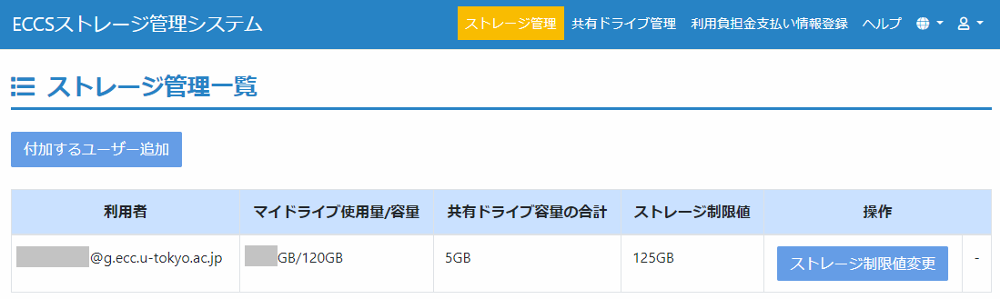 ECCSストレージ管理システム ストレージ管理 共有ドライブ管理 利用負担金支払い情報登録 ヘルプ
ストレージ管理一覧
付加するユーザー追加
利用者 マイドライブ使用量/容量 共有ドライブ容量の合計 ストレージ制限値 操作
@g.ecc.u-tokyo.ac.jp GB/120GB 5GB 125GB ストレージ制限値変更 -